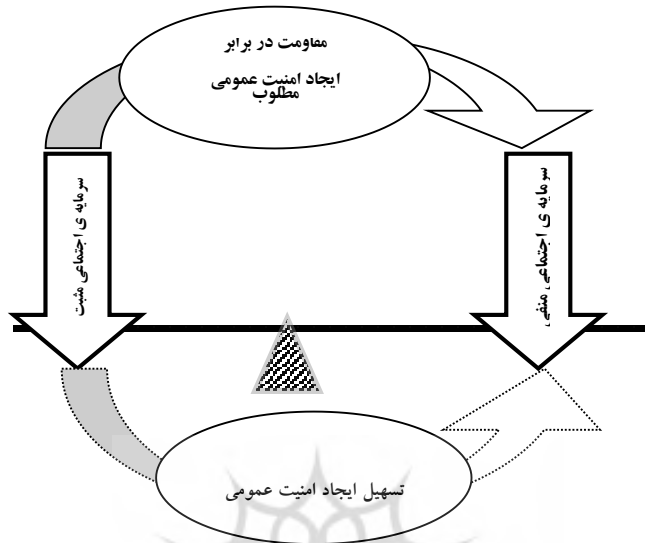 مقاومت در برابر
ایجاد امنیت عمومی
مطلوب
سرمایه ی اجتماعی منفی
سرمایه ی اجتماعی مثبت
تسهیل ایجاد امنیت عمومی